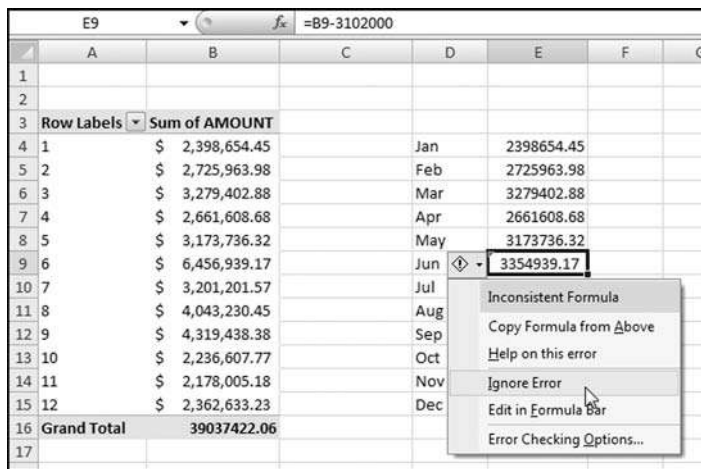 E9 fx =B9-3102000
A B C D E F
1
2
3 Row Labels Sum of AMOUNT
4 1 $ 2,398,654.45 Jan 2398654.45
5 2 $ 2,725,963.98 Feb 2725963.98
6 3 $ 3,279,402.88 Mar 3279402.88
7 4 $ 2,661,608.68 Apr 2661608.68
8 5 $ 3,173,736.32 May 3173736.32
9 6 $ 6,456,939.17 Jun 3354939.17
10 7 $ 3,201,201.57 Jul
Inconsistent Formula
11 8 $ 4,043,230.45 Aug
Copy Formula from Above
12 9 $ 4,319,438.38 Sep
Help on this error
13 10 $ 2,236,607.77 Oct
Ignore Error
14 11 $ 2,178,005.18 Nov
Edit in Formula Bar
15 12 $ 2,362,633.23 Dec
Error Checking Options...
16 Grand Total 39037422.06
17